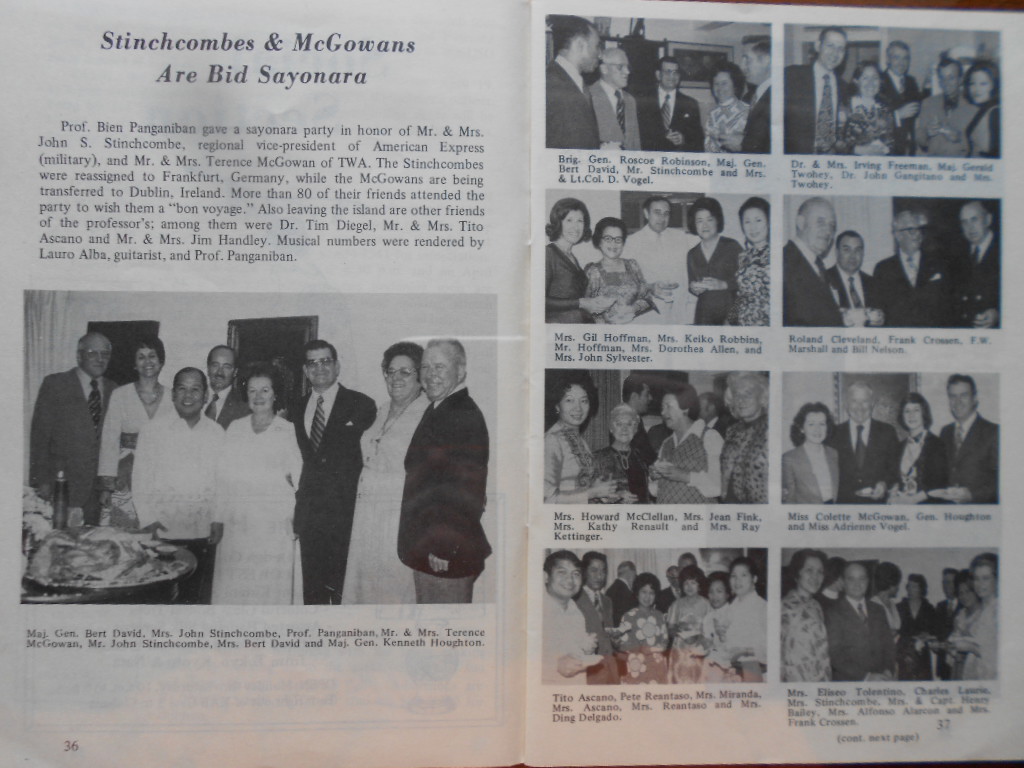 Stinchcombes & McGowans
Are Bid Sayonara
Prof. Bien Panganiban gave a sayonara party in honor of Mr. & Mrs.
John S. Stinchcombe, regional vice-president of American Express
(military), and Mr. & Mrs. Terence McGowan of TWA. The Stinchcombes
were reassigned to Frankfurt, Germany, while the McGowans are being
transferred to Dublin, Ireland. More than 80 of their friends attended the
party to wish them a “bon voyage.” Also leaving the island are other friends
of the professor's; among them were Dr. Tim Diegel, Mr. & Mrs. Tito
Ascano and Mr. & Mrs. Jim Handley. Musical numbers were rendered by
Lauro Alba, guitarist, and Prof. Panganiban.
Maj. Gen. Bert David, Mrs. John Stinchcombe, Prof. Panganiban, Mr. & Mrs. Terence
McGowan, Mr. John Stinchcombe, Mrs. Bert David and Maj. Gen. Kenneth Houghton.
36
Brig. Gen. Roscoe Robinson, Maj. Gen.
Bert David, Mr. Stinchcombe and Mrs.
& Lt.Col. D. Vogel.
Dr. & Mrs. Irving Freeman, Maj. Gerald
Twohey, Dr. John Gangitano and Mrs.
Twohey.
Mrs. Gil Hoffman, Mrs. Keiko Robbins,
Mr. Hoffman, Mrs. Dorothea Allen, and
Mrs. John Sylvester.
Roland Cleveland, Frank Crossen, F.W.
Marshall and Bill Nelson.
Mrs. Howard McClellan, Mrs. Jean Fink,
Mrs. Kathy Renault and Mrs. Ray
Kettinger.
Miss Colette McGowan, Gen. Houghton
and Miss Adrienne Vogel.
Tito Ascano, Pete Reantaso, Mrs. Miranda,
Mrs. Ascano, Mrs. Reantaso and Mrs.
Ding Delgado.
Mrs. Eliseo Tolentino, Charles Laurie,
Mrs. Stinchcombe, Mrs. & Capt. Henry
Bailey, Mrs. Alfonso Alarcon and Mrs.
Frank Crossen.
37
(cont. next page)